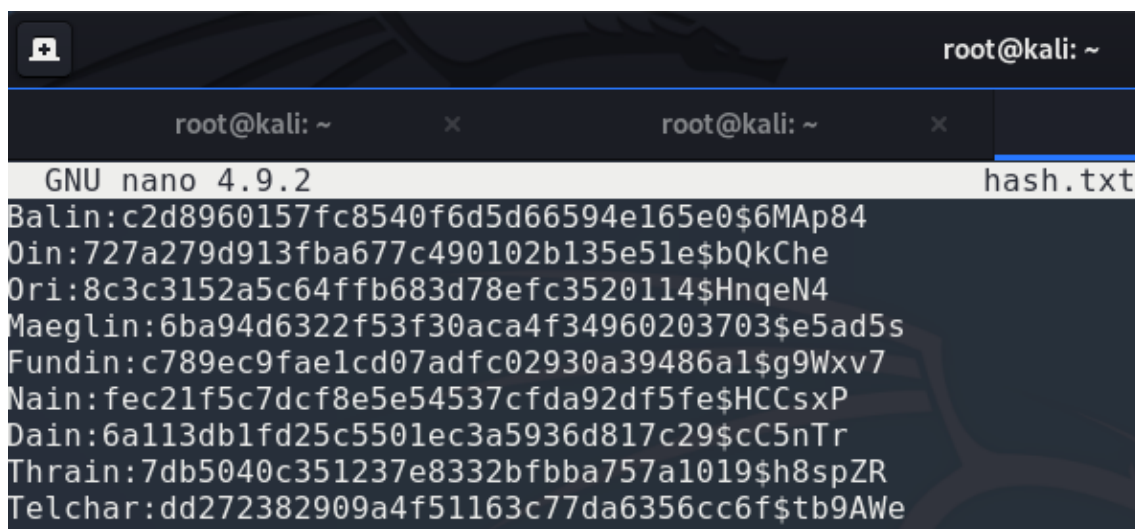 root@kali: ~
root@kali: ~ × root@kali: ~ ×
GNU nano 4.9.2 hash.txt
Balin:c2d8960157fc8540f6d5d66594e165e0$6MAp84
Oin:727a279d913fba677c490102b135e51e$bQkChe
Ori:8c3c3152a5c64ffb683d78efc3520114$HnqeN4
Maeglin:6ba94d6322f53f30aca4f34960203703$e5ad5s
Fundin:c789ec9fae1cd07adfc02930a39486a1$g9Wxv7
Nain:fec21f5c7dcf8e5e54537cfda92df5fe$HCCsxP
Dain:6a113db1fd25c5501ec3a5936d817c29$cC5nTr
Thrain:7db5040c351237e8332bfbba757a1019$h8spZR
Telchar:dd272382909a4f51163c77da6356cc6f$tb9AWe